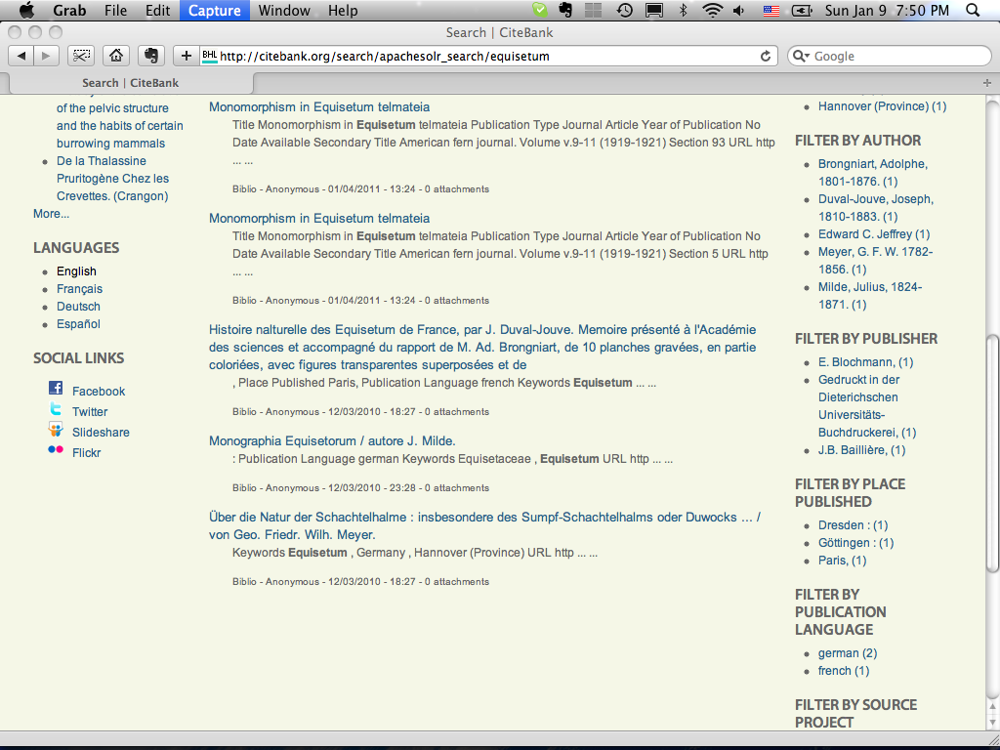 Grab File Edit Capture Window Help Sun Jan 9 7:50 PM
Search | CiteBank
BHL http://citebank.org/search/apachesolr_search/equisetum
Google
Search | CiteBank
of the pelvic structure
and the habits of certain
burrowing mammals
De la Thalassine
Pruritogène Chez les
Crevettes. (Crangon)
More...
LANGUAGES
English
Français
Deutsch
Español
SOCIAL LINKS
Facebook
Twitter
Slideshare
Flickr
Monomorphism in Equisetum telmateia
Title Monomorphism in Equisetum telmateia Publication Type Journal Article Year of Publication No
Date Available Secondary Title American fern journal. Volume v.9-11 (1919-1921) Section 93 URL http
... ...
Biblio - Anonymous - 01/04/2011 - 13:24 - 0 attachments
Monomorphism in Equisetum telmateia
Title Monomorphism in Equisetum telmateia Publication Type Journal Article Year of Publication No
Date Available Secondary Title American fern journal. Volume v.9-11 (1919-1921) Section 5 URL http
... ...
Biblio - Anonymous - 01/04/2011 - 13:24 - 0 attachments
Histoire nalturelle des Equisetum de France, par J. Duval-Jouve. Memoire présenté à l'Académie
des sciences et accompagné du rapport de M. Ad. Brongniart, de 10 planches gravées, en partie
coloriées, avec figures transparentes superposées et de
, Place Published Paris, Publication Language french Keywords Equisetum ... ...
Biblio - Anonymous - 12/03/2010 - 18:27 - 0 attachments
Monographia Equisetorum / autore J. Milde.
: Publication Language german Keywords Equisetaceae , Equisetum URL http ... ...
Biblio - Anonymous - 12/03/2010 - 23:28 - 0 attachments
Über die Natur der Schachtelhalme : insbesondere des Sumpf-Schachtelhalms oder Duwocks ... /
von Geo. Friedr. Wilh. Meyer.
Keywords Equisetum , Germany , Hannover (Province) URL http ... ...
Biblio - Anonymous - 12/03/2010 - 18:27 - 0 attachments
Hannover (Province) (1)
FILTER BY AUTHOR
Brongniart, Adolphe,
1801-1876. (1)
Duval-Jouve, Joseph,
1810-1883. (1)
Edward C. Jeffrey (1)
Meyer, G. F. W. 1782-
1856. (1)
Milde, Julius, 1824-
1871. (1)
FILTER BY PUBLISHER
E. Blochmann, (1)
Gedruckt in der
Dieterichschen
Universitäts-
Buchdruckerei, (1)
J.B. Baillière, (1)
FILTER BY PLACE
PUBLISHED
Dresden : (1)
Göttingen : (1)
Paris, (1)
FILTER BY
PUBLICATION
LANGUAGE
german (2)
french (1)
FILTER BY SOURCE
PROJECT